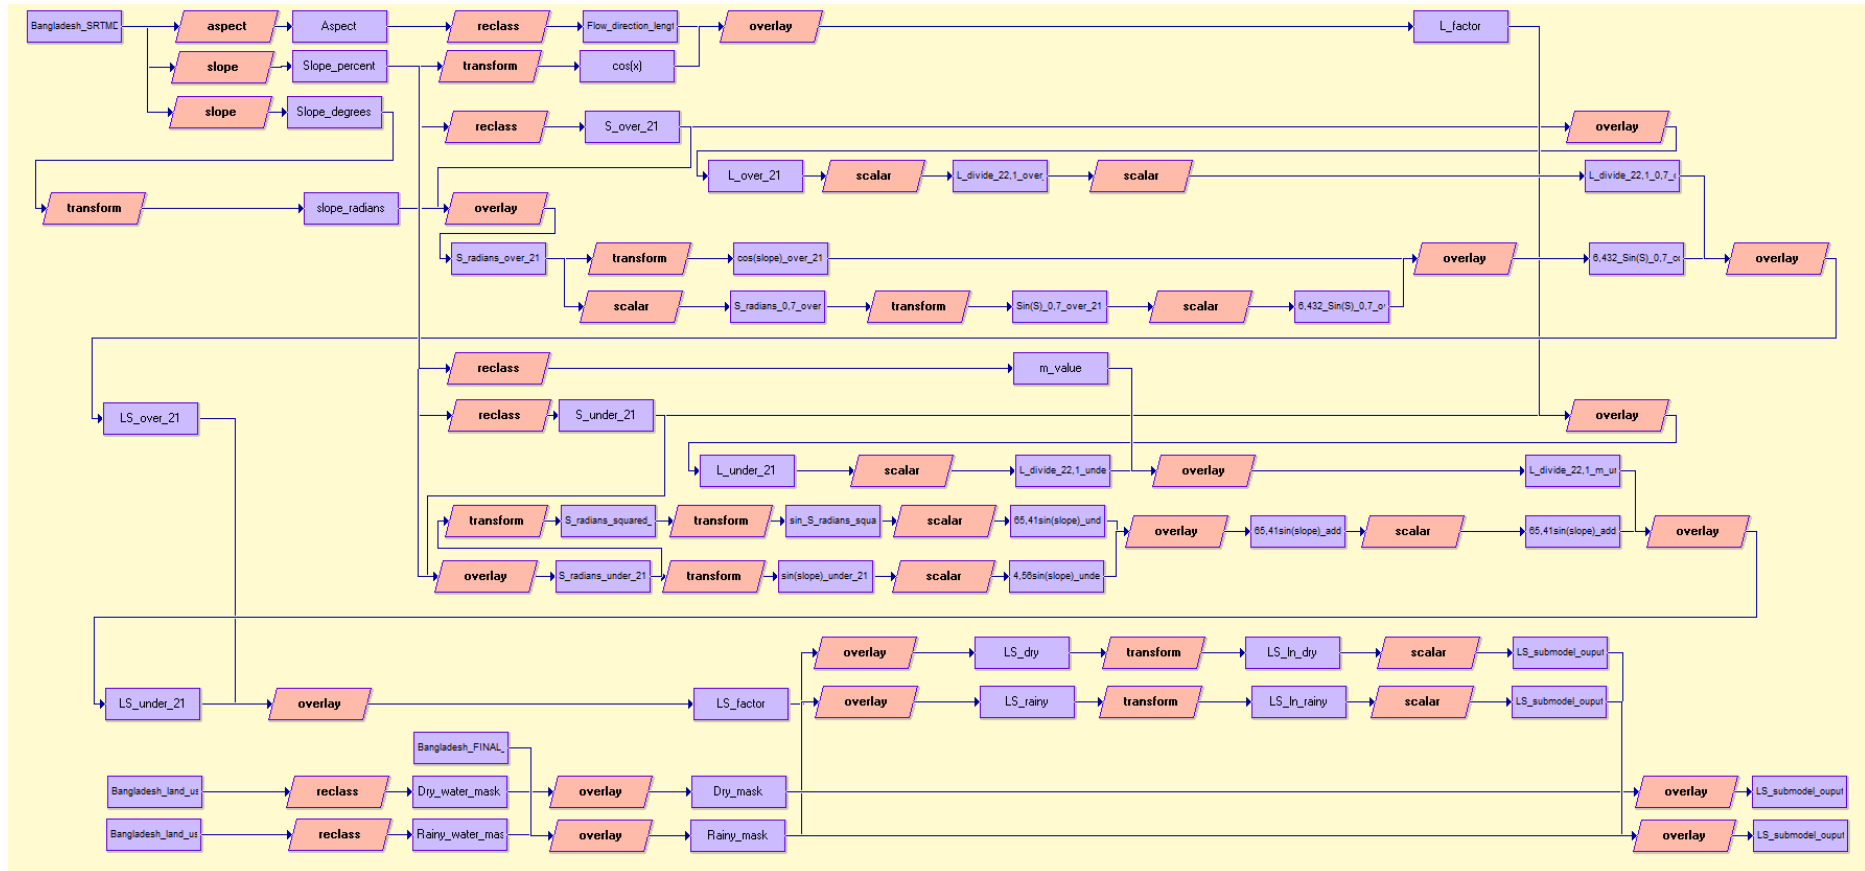 Bangladesh_SRTME aspect Aspect reclass Flow_direction_lengt overlay L_factor
slope Slope_percent transform cos(x)
slope Slope_degrees
reclass S_over_21 overlay
L_over_21 scalar L_divide_22,1_over_ scalar L_divide_22,1_0,7_o
transform slope_radians overlay
S_radians_over_21 transform cos(slope)_over_21 overlay 6,432_Sin(S)_0,7_co overlay
scalar S_radians_0,7_over transform Sin(S)_0,7_over_21 scalar 6,432_Sin(S)_0,7_o
reclass m_value
LS_over_21 reclass S_under_21 overlay
L_under_21 scalar L_divide_22,1_unde overlay L_divide_22,1_m_ur
transform S_radians_squared_ transform sin_S_radians_squa scalar 65,41sin(slope)_und
overlay 65,41sin(slope)_add scalar 65,41sin(slope)_add overlay
overlay S_radians_under_21 transform sin(slope)_under_21 scalar 4,56sin(slope)_unde
overlay LS_dry transform LS_ln_dry scalar LS_submodel_ouput
LS_under_21 overlay LS_factor overlay LS_rainy transform LS_ln_rainy scalar LS_submodel_ouput
Bangladesh_FINAL_
Bangladesh_land_us reclass Dry_water_mask overlay Dry_mask overlay LS_submodel_ouput
Bangladesh_land_us reclass Rainy_water_mas overlay Rainy_mask overlay LS_submodel_ouput